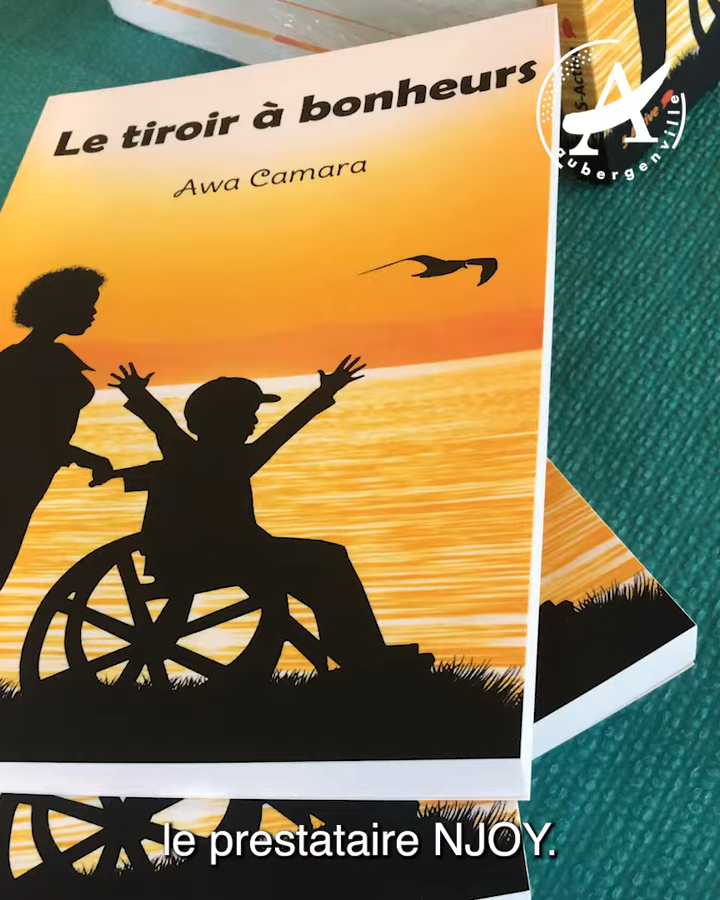 Le tiroir à bonheurs
Awa Camara
A
aubergenville
le prestataire NJOY.